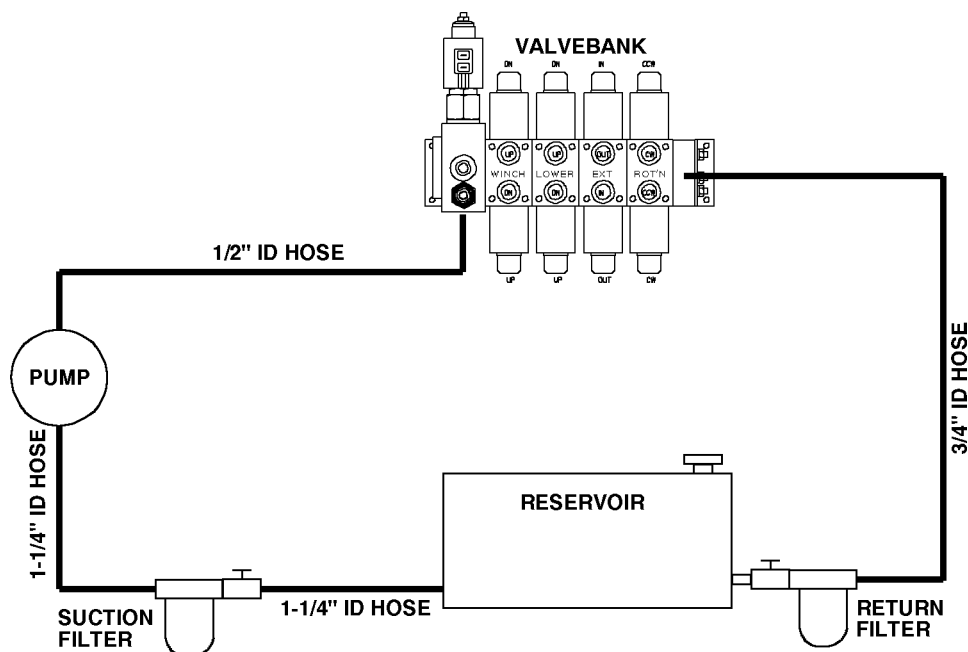 VALVEBANK
DN DN IN CCW
UP UP OUT CW
WINCH LOWER EXT ROT'N
DN DN IN CCW
UP UP OUT CW
1/2" ID HOSE
PUMP
3/4" ID HOSE
1-1/4" ID HOSE
RESERVOIR
1-1/4" ID HOSE
SUCTION
FILTER
RETURN
FILTER